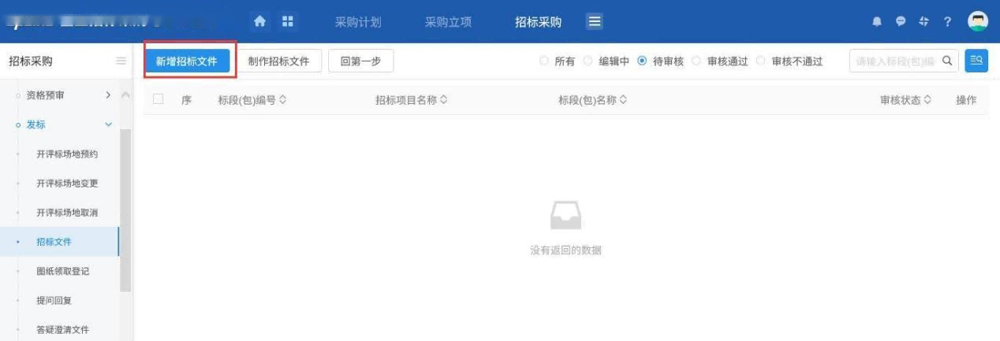 采购计划 采购立项 招标采购
招标采购 新增招标文件 制作招标文件 回第一步 所有 编辑中 待审核 审核通过 审核不通过 请输入标段(包)编
资格预审
序 标段(包)编号 招标项目名称 标段(包)名称 审核状态 操作
发标
开评标场地预约
开评标场地变更
开评标场地取消
招标文件
没有返回的数据
图纸领取登记
提问回复
答疑澄清文件